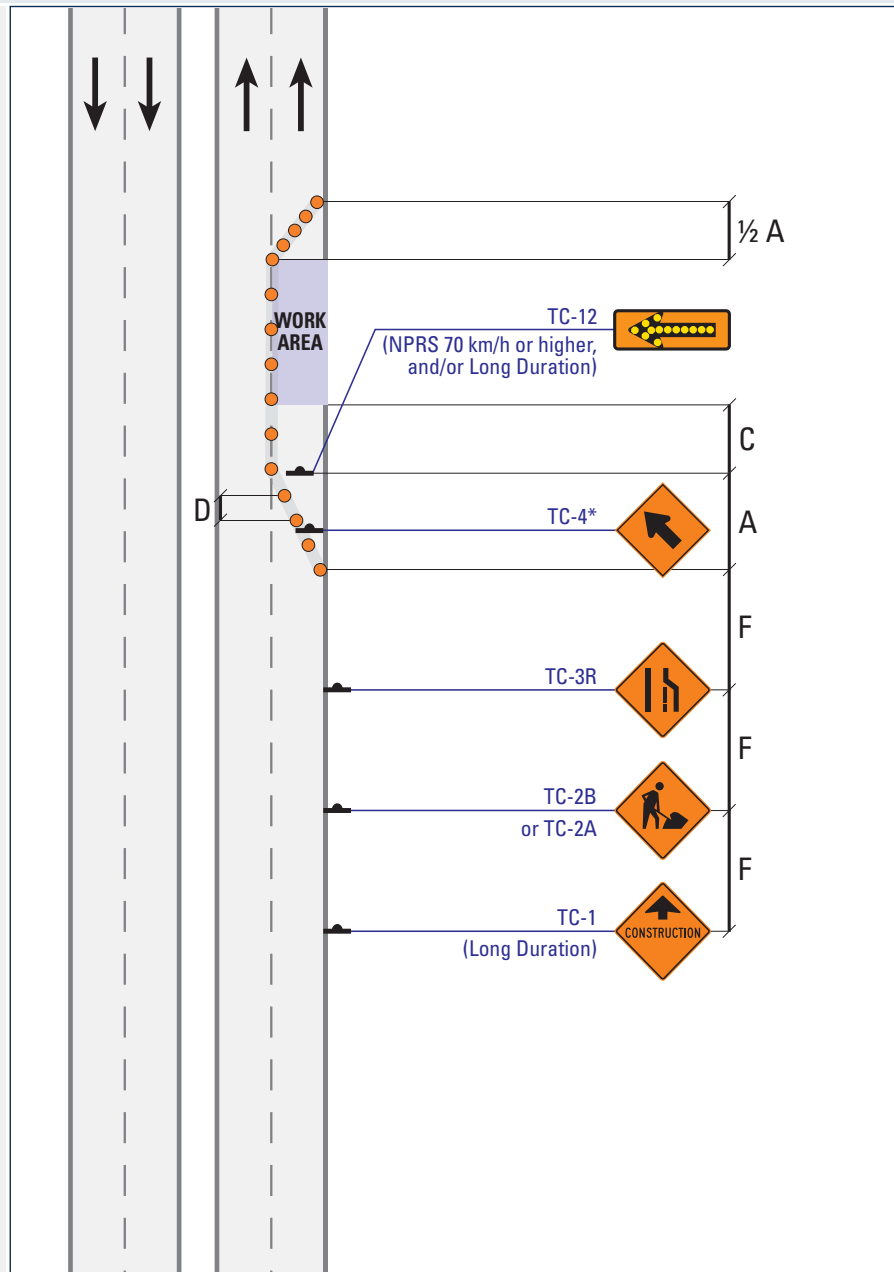 ½ A
WORK
AREA
TC-12
(NPRS 70 km/h or higher,
and/or Long Duration)
C
D
TC-4*
A
F
TC-3R
F
TC-2B
or TC-2A
F
TC-1
(Long Duration)
CONSTRUCTION